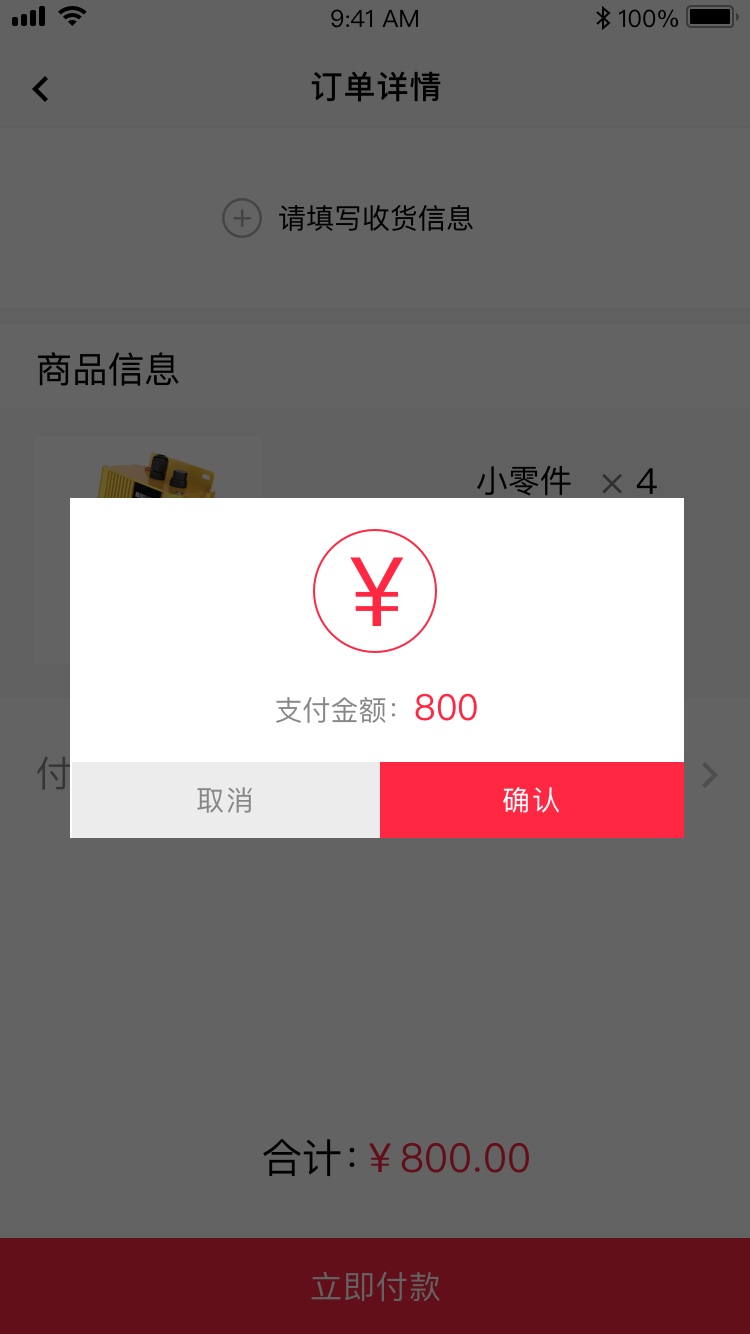 9:41 AM
100%
订单详情
请填写收货信息
商品信息
小零件 × 4
¥
支付金额：800
付
取消 确认
合计：¥ 800.00
立即付款